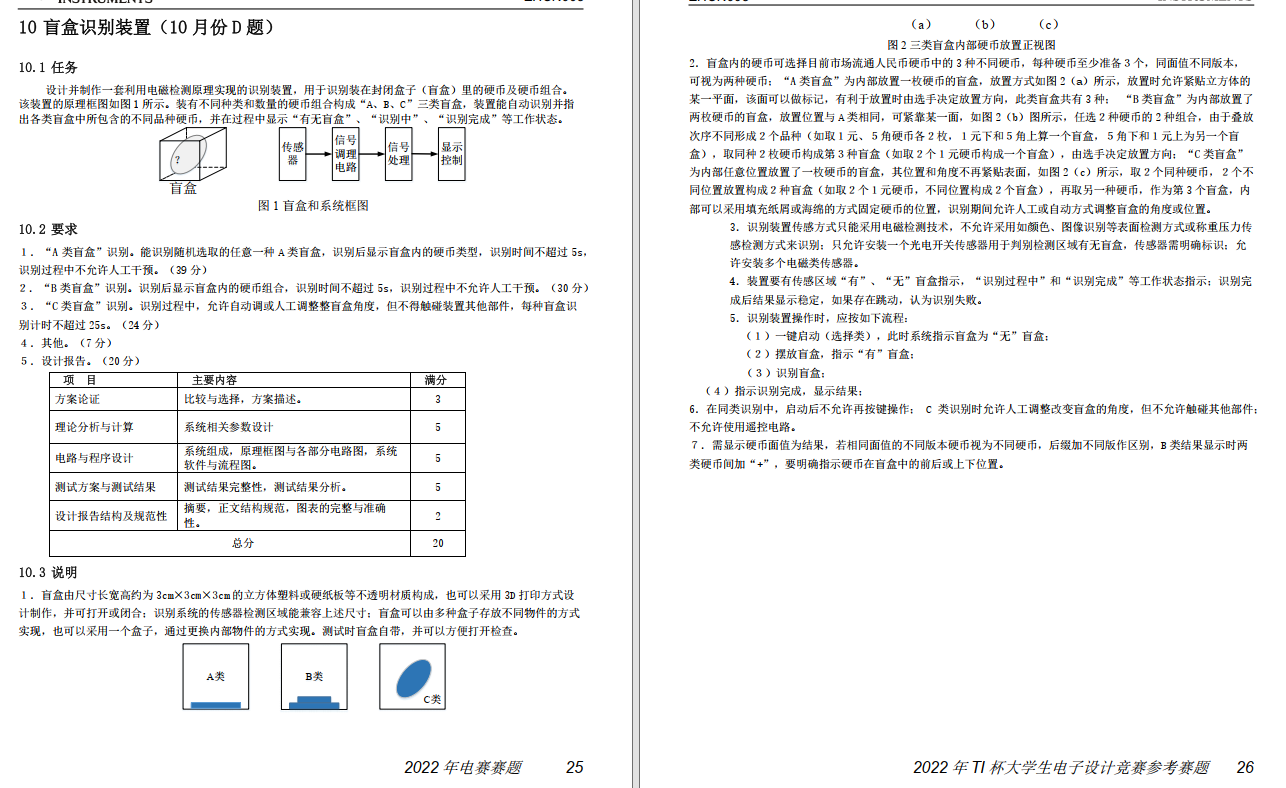 10 盲盒识别装置（10 月份 D 题）
10.1 任务
设计并制作一套利用电磁检测原理实现的识别装置，用于识别装在封闭盒子（盲盒）里的硬币及硬币组合。
该装置的原理框图如图 1 所示。装有不同种类和数量的硬币组合构成“A、B、C”三类盲盒，装置能自动识别并指
出各类盲盒中所包含的不同品种硬币，并在过程中显示“有无盲盒”、“识别中”、“识别完成”等工作状态。
?
盲盒
传感
器
信号
调理
电路
信号
处理
显示
控制
图 1 盲盒和系统框图
10.2 要求
1．“A 类盲盒”识别。能识别随机选取的任意一种 A 类盲盒，识别后显示盲盒内的硬币类型，识别时间不超过 5s，
识别过程中不允许人工干预。（39 分）
2．“B 类盲盒”识别。识别后显示盲盒内的硬币组合，识别时间不超过 5s，识别过程中不允许人工干预。（30 分）
3．“C 类盲盒”识别。识别过程中，允许自动调或人工调整整盲盒角度，但不得触碰装置其他部件，每种盲盒识
别计时不超过 25s。（24 分）
4．其他。（7 分）
5．设计报告。（20 分）
项 目 主要内容 满分
方案论证 比较与选择，方案描述。 3
理论分析与计算 系统相关参数设计 5
电路与程序设计 系统组成，原理框图与各部分电路图，系统
软件与流程图。 5
测试方案与测试结果 测试结果完整性，测试结果分析。 5
设计报告结构及规范性 摘要，正文结构规范，图表的完整与准确
性。 2
总分 20
10.3 说明
1．盲盒由尺寸长宽高约为 3cm×3cm×3cm 的立方体塑料或硬纸板等不透明材质构成，也可以采用 3D 打印方式设
计制作，并可打开或闭合；识别系统的传感器检测区域能兼容上述尺寸；盲盒可以由多种盒子存放不同物件的方式
实现，也可以采用一个盒子，通过更换内部物件的方式实现。测试时盲盒自带，并可以方便打开检查。
A类
B类
C类
2022 年电赛赛题 25
（a） （b） （c）
图 2 三类盲盒内部硬币放置正视图
2．盲盒内的硬币可选择目前市场流通人民币硬币中的 3 种不同硬币，每种硬币至少准备 3 个，同面值不同版本，
可视为两种硬币；“A 类盲盒”为内部放置一枚硬币的盲盒，放置方式如图 2（a）所示，放置时允许紧贴立方体的
某一平面，该面可以做标记，有利于放置时由选手决定放置方向，此类盲盒共有 3 种； “B 类盲盒”为内部放置了
两枚硬币的盲盒，放置位置与 A 类相同，可紧靠某一面，如图 2（b）图所示，任选 2 种硬币的 2 种组合，由于叠放
次序不同形成 2 个品种（如取 1 元、5 角硬币各 2 枚，1 元下和 5 角上算一个盲盒，5 角下和 1 元上为另一个盲
盒），取同种 2 枚硬币构成第 3 种盲盒（如取 2 个 1 元硬币构成一个盲盒），由选手决定放置方向；“C 类盲盒”
为内部任意位置放置了一枚硬币的盲盒，其位置和角度不再紧贴表面，如图 2（c）所示，取 2 个同种硬币，2 个不
同位置放置构成 2 种盲盒（如取 2 个 1 元硬币，不同位置构成 2 个盲盒），再取另一种硬币，作为第 3 个盲盒，内
部可以采用填充纸屑或海绵的方式固定硬币的位置，识别期间允许人工或自动方式调整盲盒的角度或位置。
3．识别装置传感方式只能采用电磁检测技术，不允许采用如颜色、图像识别等表面检测方式或称重压力传
感检测方式来识别；只允许安装一个光电开关传感器用于判别检测区域有无盲盒，传感器需明确标识；允
许安装多个电磁类传感器。
4．装置要有传感区域“有”、“无”盲盒指示，“识别过程中”和“识别完成”等工作状态指示；识别完
成后结果显示稳定，如果存在跳动，认为识别失败。
5．识别装置操作时，应按如下流程：
（1）一键启动（选择类），此时系统指示盲盒为“无”盲盒；
（2）摆放盲盒，指示“有”盲盒；
（3）识别盲盒；
（4）指示识别完成，显示结果；
6．在同类识别中，启动后不允许再按键操作； C 类识别时允许人工调整改变盲盒的角度，但不允许触碰其他部件；
不允许使用遥控电路。
7．需显示硬币面值为结果，若相同面值的不同版本硬币视为不同硬币，后缀加不同版作区别，B 类结果显示时两
类硬币间加“+”，要明确指示硬币在盲盒中的前后或上下位置。
2022 年 TI 杯大学生电子设计竞赛参考赛题 26